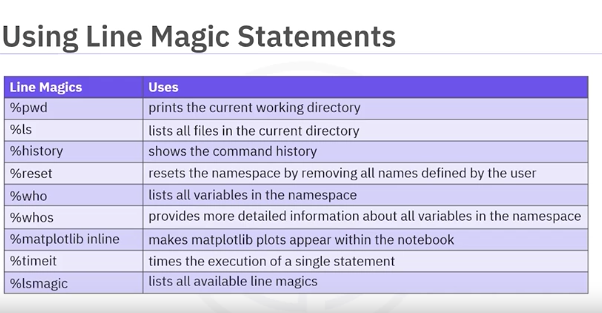 Using Line Magic Statements
Line Magics Uses
%pwd prints the current working directory
%ls lists all files in the current directory
%history shows the command history
%reset resets the namespace by removing all names defined by the user
%who lists all variables in the namespace
%whos provides more detailed information about all variables in the namespace
%matplotlib inline makes matplotlib plots appear within the notebook
%timeit times the execution of a single statement
%lsmagic lists all available line magics